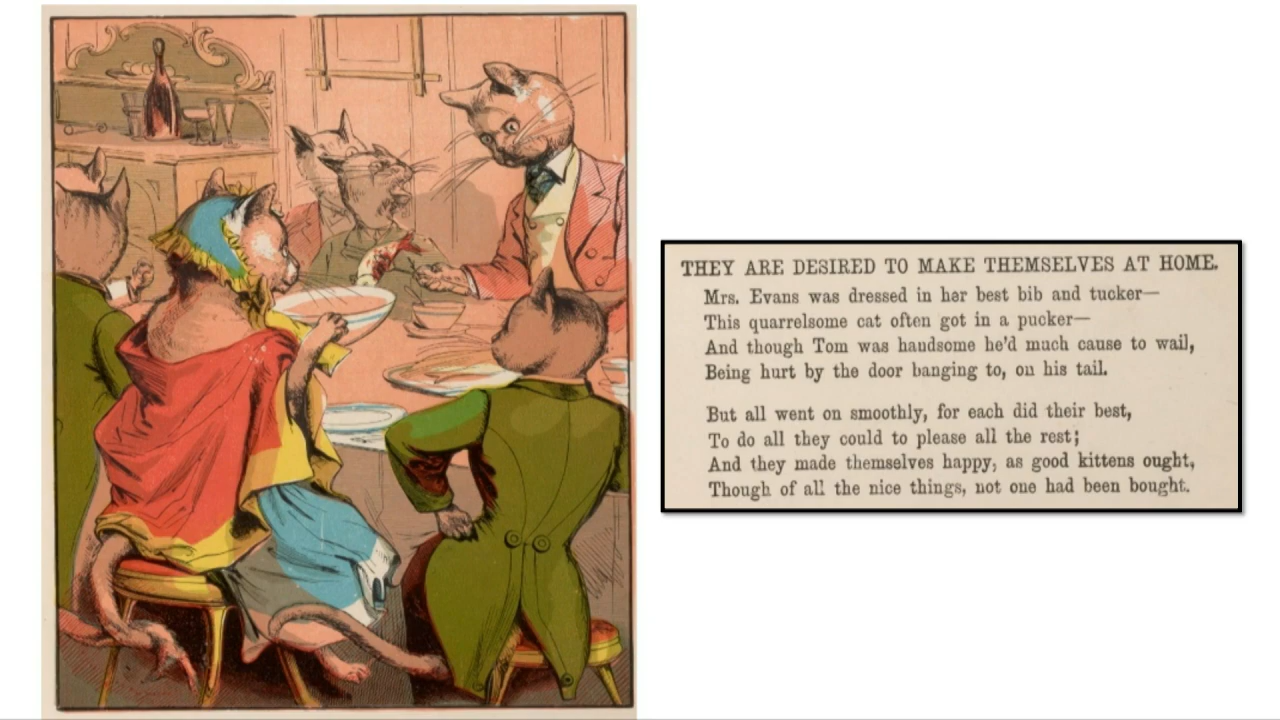 THEY ARE DESIRED TO MAKE THEMSELVES AT HOME.
Mrs. Evans was dressed in her best bib and tucker—
This quarrelsome cat often got in a pucker—
And though Tom was handsome he'd much cause to wail,
Being hurt by the door banging to, on his tail.
But all went on smoothly, for each did their best,
To do all they could to please all the rest;
And they made themselves happy, as good kittens ought,
Though of all the nice things, not one had been bought.